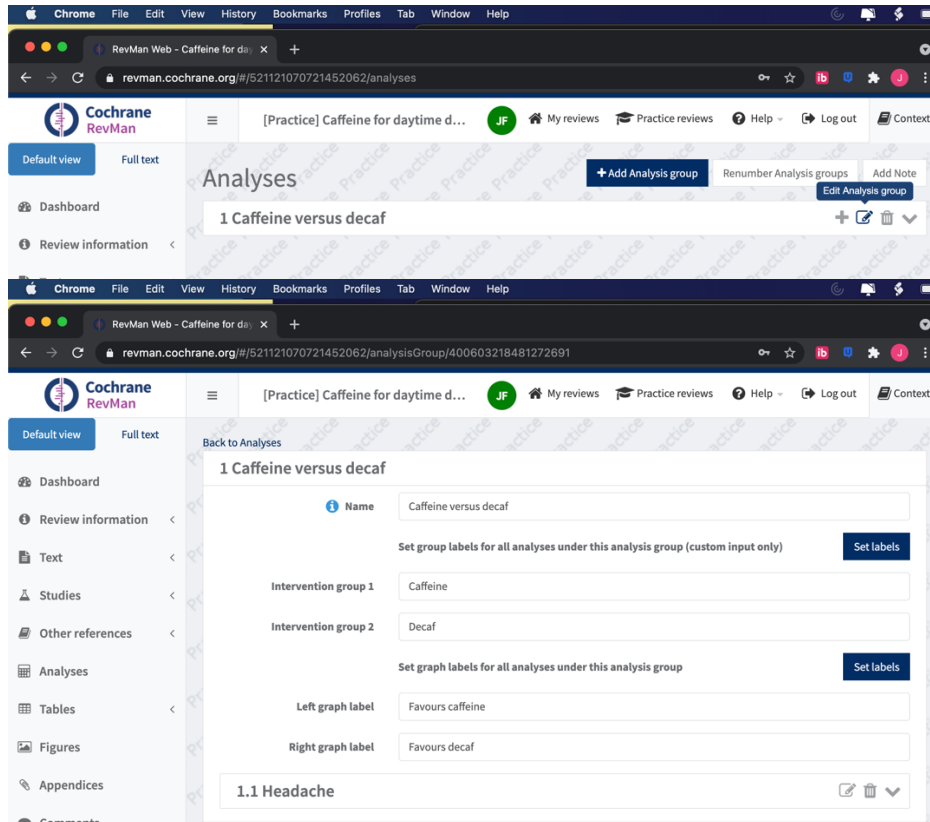 Chrome File Edit View History Bookmarks Profiles Tab Window Help
RevMan Web - Caffeine for day
revman.cochrane.org/#/521121070721452062/analyses
Cochrane
RevMan
[Practice] Caffeine for daytime d...
JF
My reviews
Practice reviews
Help
Log out
Context
Default view
Full text
Practice
Analyses
+ Add Analysis group
Renumber Analysis groups
Add Note
Edit Analysis group
Dashboard
1 Caffeine versus decaf
Review information
Chrome File Edit View History Bookmarks Profiles Tab Window Help
RevMan Web - Caffeine for day
revman.cochrane.org/#/521121070721452062/analysisGroup/400603218481272691
Cochrane
RevMan
[Practice] Caffeine for daytime d...
JF
My reviews
Practice reviews
Help
Log out
Context
Default view
Full text
Back to Analyses
1 Caffeine versus decaf
Dashboard
Name
Caffeine versus decaf
Review information
Set group labels for all analyses under this analysis group (custom input only)
Set labels
Text
Intervention group 1
Caffeine
Studies
Intervention group 2
Decaf
Other references
Set graph labels for all analyses under this analysis group
Set labels
Analyses
Left graph label
Favours caffeine
Tables
Right graph label
Favours decaf
Figures
1.1 Headache
Appendices